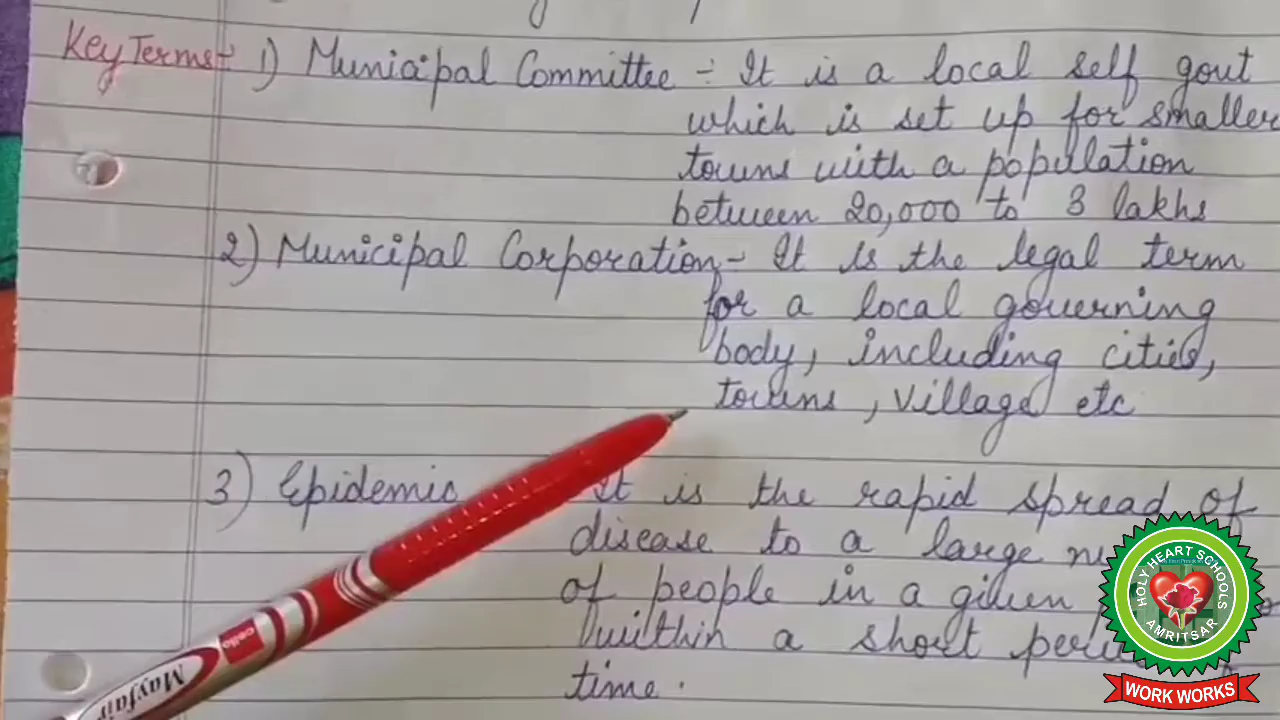 Key Terms:- 1) Municipal Committee :- It is a local self govt
which is set up for smaller
towns with a population
between 20,000 to 3 lakhs
2) Municipal Corporation:- It is the legal term
for a local governing
body, including cities,
towns, village etc
3) Epidemic It is the rapid spread of
disease to a large
of people in a given
within a short
time.
cello
Mayfair
HOLY HEART SCHOOLS
AMRITSAR
WORK WORKS